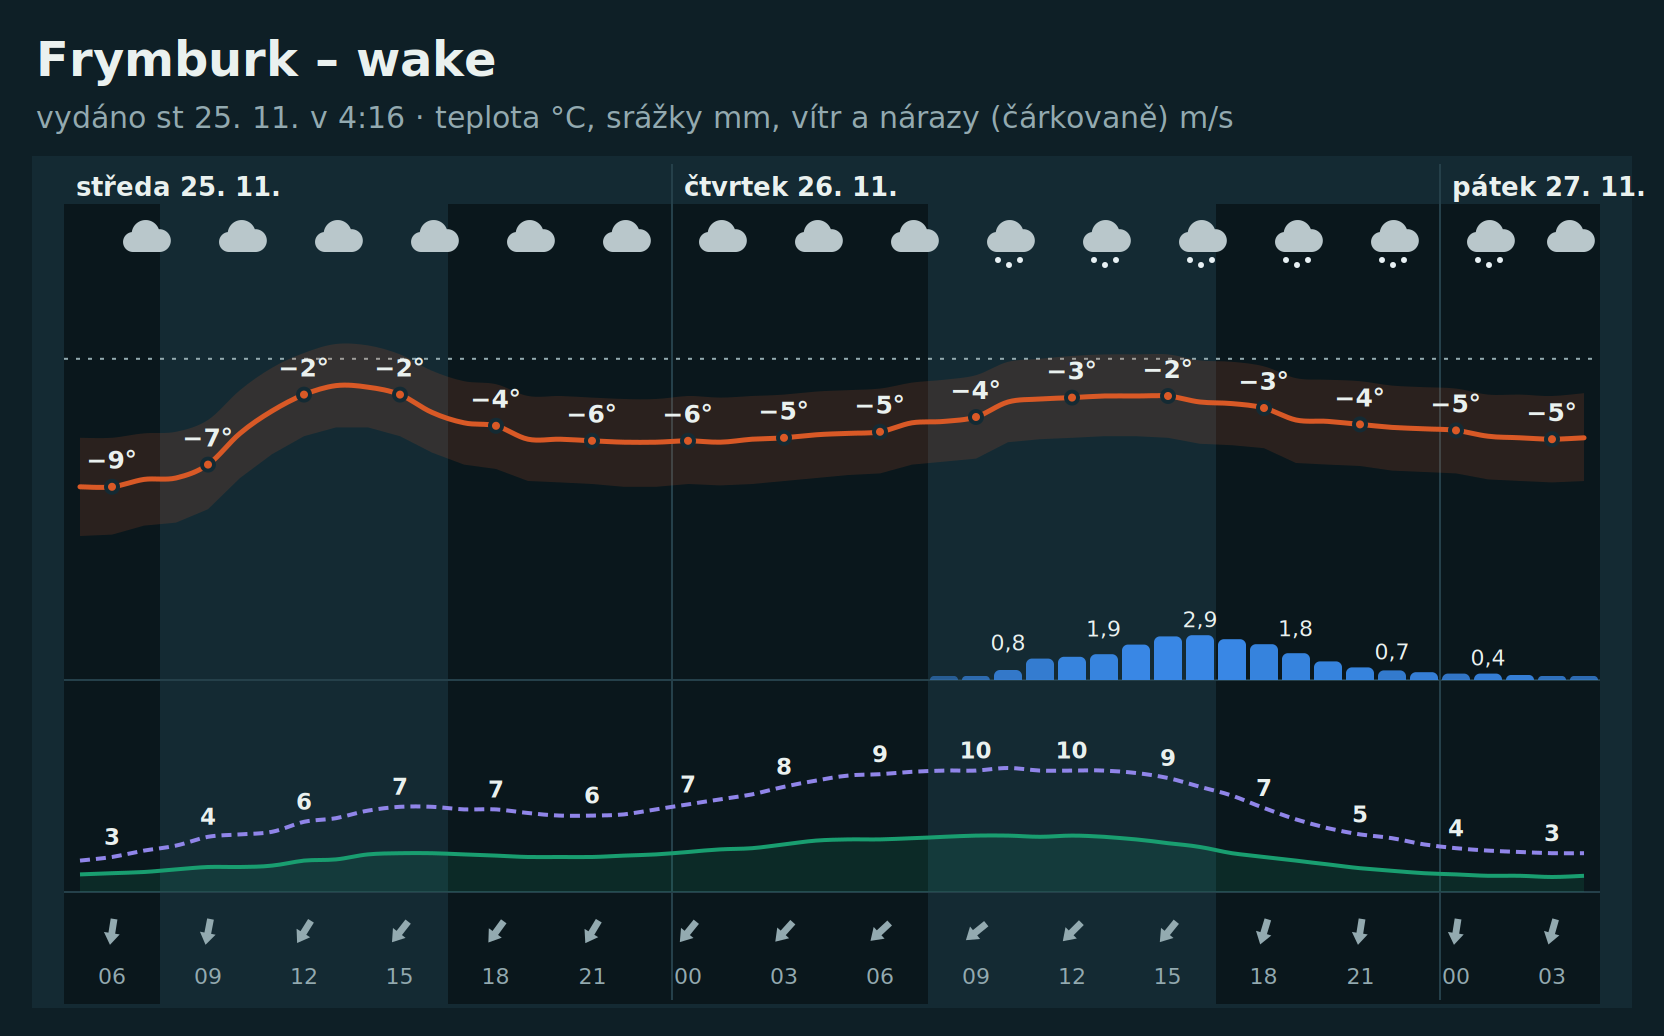 Frymburk – wake
vydáno st 25. 11. v 4:16 · teplota °C, srážky mm, vítr a nárazy (čárkovaně) m/s
středa 25. 11. čtvrtek 26. 11. pátek 27. 11.
−9° −7° −2° −2° −4° −6° −6° −5° −5° −4° −3° −2° −3° −4° −5° −5°
0,8 1,9 2,9 1,8 0,7 0,4
3 4 6 7 7 6 7 8 9 10 10 9 7 5 4 3
06 09 12 15 18 21 00 03 06 09 12 15 18 21 00 03